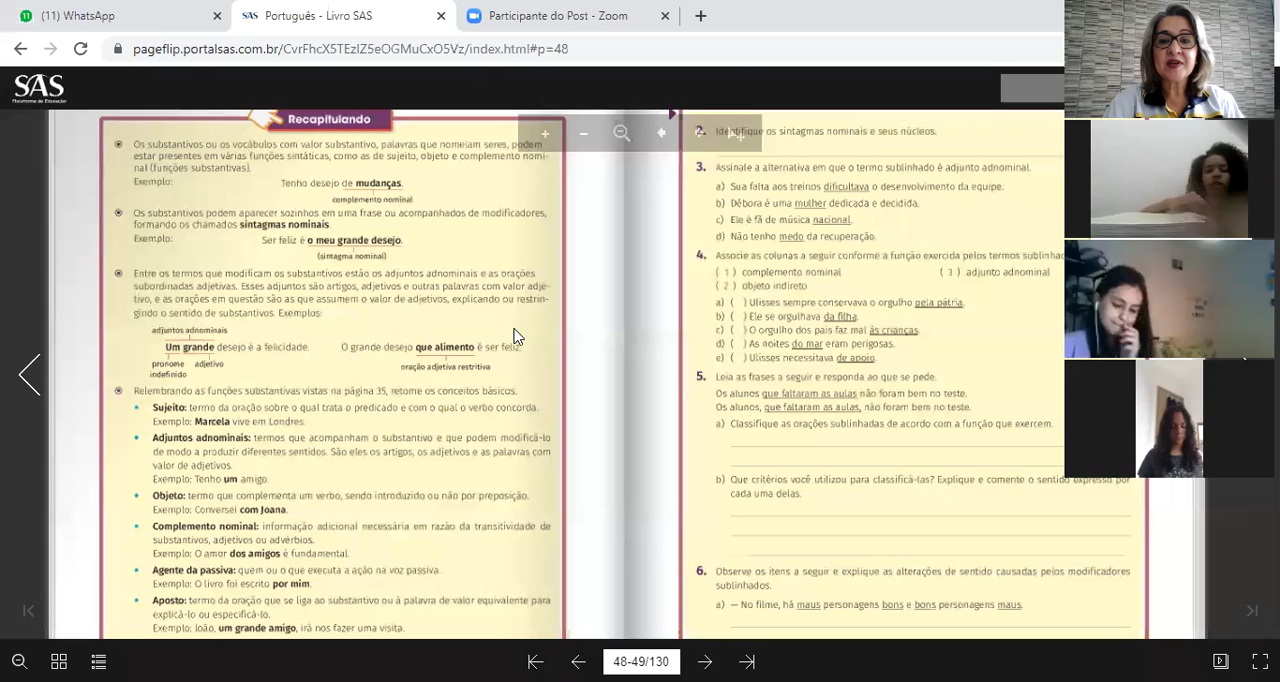 (11) WhatsApp
SAS Português - Livro SAS
Participante do Post - Zoom
pageflip.portalsas.com.br/CvrFhcX5TEzIZ5eOGMuCxO5Vz/index.html#p=48
SAS
Plataforma de Educação
Recapitulando
Os substantivos ou os vocábulos com valor substantivo, palavras que nomeiam seres, podem
estar presentes em várias funções sintáticas, como as de sujeito, objeto e complemento nomi-
nal (funções substantivas).
Exemplo: Tenho desejo de mudanças.
complemento nominal
Os substantivos podem aparecer sozinhos em uma frase ou acompanhados de modificadores,
formando os chamados sintagmas nominais.
Exemplo: Ser feliz é o meu grande desejo.
(sintagma nominal)
Entre os termos que modificam os substantivos estão os adjuntos adnominais e as orações
subordinadas adjetivas. Esses adjuntos são artigos, adjetivos e outras palavras com valor adje-
tivo, e as orações em questão são as que assumem o valor de adjetivos, explicando ou restrin-
gindo o sentido de substantivos. Exemplos:
adjuntos adnominais
Um grande desejo é a felicidade. O grande desejo que alimento é ser feliz.
pronome adjetivo oração adjetiva restritiva
indefinido
Relembrando as funções substantivas vistas na página 35, retome os conceitos básicos.
Sujeito: termo da oração sobre o qual trata o predicado e com o qual o verbo concorda.
Exemplo: Marcela vive em Londres.
Adjuntos adnominais: termos que acompanham o substantivo e que podem modificá-lo
de modo a produzir diferentes sentidos. São eles os artigos, os adjetivos e as palavras com
valor de adjetivos.
Exemplo: Tenho um amigo.
Objeto: termo que complementa um verbo, sendo introduzido ou não por preposição.
Exemplo: Conversei com Joana.
Complemento nominal: informação adicional necessária em razão da transitividade de
substantivos, adjetivos ou advérbios.
Exemplo: O amor dos amigos é fundamental.
Agente da passiva: quem ou o que executa a ação na voz passiva.
Exemplo: O livro foi escrito por mim.
Aposto: termo da oração que se liga ao substantivo ou à palavra de valor equivalente para
explicá-lo ou especificá-lo.
Exemplo: João, um grande amigo, irá nos fazer uma visita.
2. Identifique os sintagmas nominais e seus núcleos.
3. Assinale a alternativa em que o termo sublinhado é adjunto adnominal.
a) Sua falta aos treinos dificultava o desenvolvimento da equipe.
b) Débora é uma mulher dedicada e decidida.
c) Ele é fã de música nacional.
d) Não tenho medo da recuperação.
4. Associe as colunas a seguir conforme a função exercida pelos termos
( 1 ) complemento nominal ( 3 ) adjunto adnominal
( 2 ) objeto indireto
a) ( ) Ulisses sempre conservava o orgulho pela pátria.
b) ( ) Ele se orgulhava da filha.
c) ( ) O orgulho dos pais faz mal às crianças.
d) ( ) As noites do mar eram perigosas.
e) ( ) Ulisses necessitava de apoio.
5. Leia as frases a seguir e responda ao que se pede.
Os alunos que faltaram às aulas não foram bem no teste.
Os alunos, que faltaram às aulas, não foram bem no teste.
a) Classifique as orações sublinhadas de acordo com a função que exercem.
b) Que critérios você utilizou para classificá-las? Explique e comente o sentido expresso por
cada uma delas.
6. Observe os itens a seguir e explique as alterações de sentido causadas pelos modificadores
sublinhados.
a) — No filme, há maus personagens bons e bons personagens maus.
48-49/130